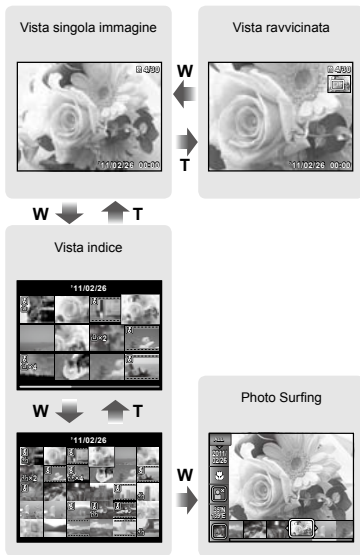 Vista singola immagine
Vista ravvicinata
4/30
4/30
'11/02/26 00:00
'11/02/26 00:00
W
T
W
T
Vista indice
'11/02/26
×2
W
T
Photo Surfing
'11/02/26
×2
×4
W
2011/
02/26